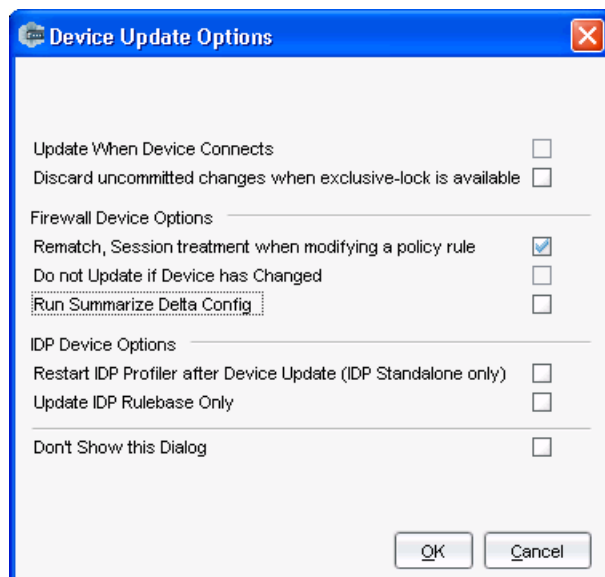 Device Update Options
Update When Device Connects
Discard uncommitted changes when exclusive-lock is available
Firewall Device Options
Rematch, Session treatment when modifying a policy rule
Do not Update if Device has Changed
Run Summarize Delta Config
IDP Device Options
Restart IDP Profiler after Device Update (IDP Standalone only)
Update IDP Rulebase Only
Don't Show this Dialog
OK Cancel